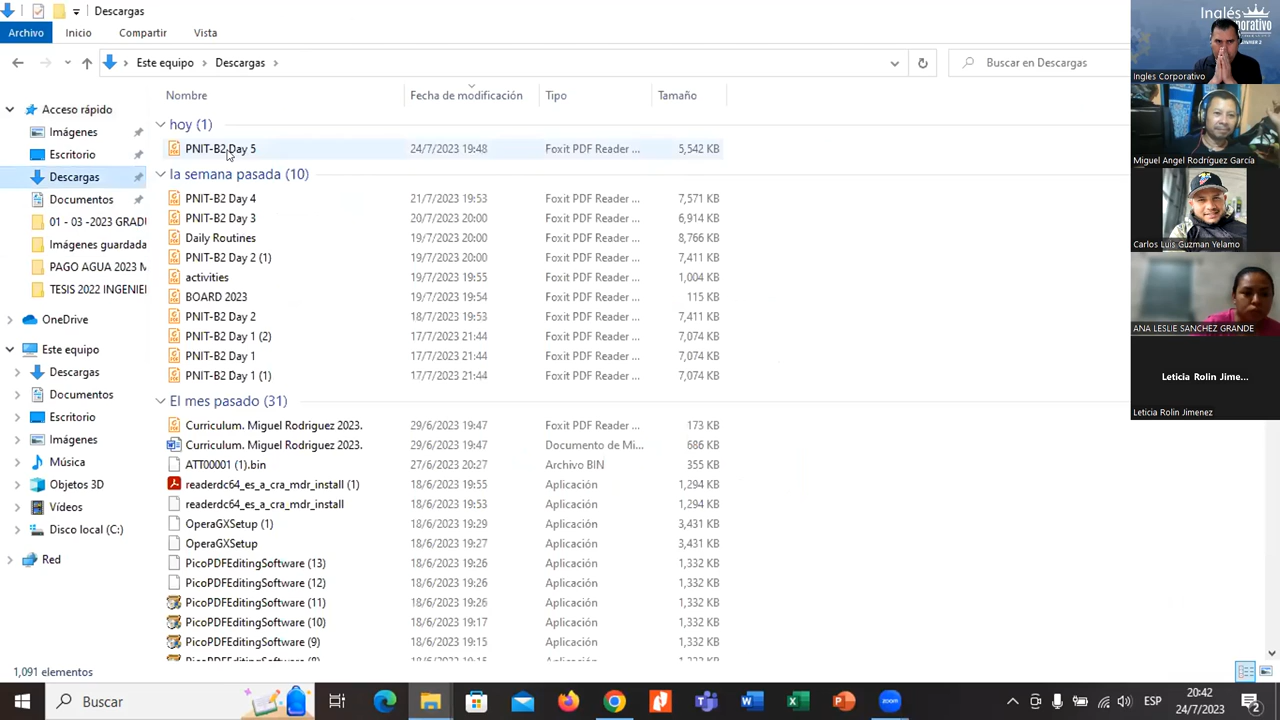 Descargas
Archivo
Inicio
Compartir
Vista
Este equipo
Descargas
Buscar en Descargas
Nombre
Fecha de modificación
Tipo
Tamaño
Acceso rápido
Imágenes
Escritorio
Descargas
Documentos
01 - 03 -2023 GRADU
Imágenes guardada
PAGO AGUA 2023 M
TESIS 2022 INGENIER
OneDrive
Este equipo
Descargas
Documentos
Escritorio
Imágenes
Música
Objetos 3D
Vídeos
Disco local (C:)
Red
hoy (1)
PNIT-B2 Day 5 24/7/2023 19:48 Foxit PDF Reader ... 5,542 KB
la semana pasada (10)
PNIT-B2 Day 4 21/7/2023 19:53 Foxit PDF Reader ... 7,571 KB
PNIT-B2 Day 3 20/7/2023 20:00 Foxit PDF Reader ... 6,914 KB
Daily Routines 19/7/2023 20:00 Foxit PDF Reader ... 8,766 KB
PNIT-B2 Day 2 (1) 19/7/2023 20:00 Foxit PDF Reader ... 7,411 KB
activities 19/7/2023 19:55 Foxit PDF Reader ... 1,004 KB
BOARD 2023 19/7/2023 19:54 Foxit PDF Reader ... 115 KB
PNIT-B2 Day 2 18/7/2023 19:53 Foxit PDF Reader ... 7,411 KB
PNIT-B2 Day 1 (2) 17/7/2023 21:44 Foxit PDF Reader ... 7,074 KB
PNIT-B2 Day 1 17/7/2023 21:44 Foxit PDF Reader ... 7,074 KB
PNIT-B2 Day 1 (1) 17/7/2023 21:44 Foxit PDF Reader ... 7,074 KB
El mes pasado (31)
Curriculum. Miguel Rodriguez 2023. 29/6/2023 19:47 Foxit PDF Reader ... 173 KB
Curriculum. Miguel Rodriguez 2023. 29/6/2023 19:47 Documento de Mi... 686 KB
ATT00001 (1).bin 27/6/2023 20:27 Archivo BIN 355 KB
readerdc64_es_a_cra_mdr_install (1) 18/6/2023 19:55 Aplicación 1,294 KB
readerdc64_es_a_cra_mdr_install 18/6/2023 19:53 Aplicación 1,294 KB
OperaGXSetup (1) 18/6/2023 19:29 Aplicación 3,431 KB
OperaGXSetup 18/6/2023 19:27 Aplicación 3,431 KB
PicoPDFEditingSoftware (13) 18/6/2023 19:26 Aplicación 1,332 KB
PicoPDFEditingSoftware (12) 18/6/2023 19:26 Aplicación 1,332 KB
PicoPDFEditingSoftware (11) 18/6/2023 19:26 Aplicación 1,332 KB
PicoPDFEditingSoftware (10) 18/6/2023 19:17 Aplicación 1,332 KB
PicoPDFEditingSoftware (9) 18/6/2023 19:15 Aplicación 1,332 KB
1,091 elementos
Inglés
Ingles Corporativo
Miguel Angel Rodríguez García
Carlos Luis Guzman Yelamo
ANA LESLIE SANCHEZ GRANDE
Leticia Rolin Jime...
Leticia Rolin Jimenez
Buscar
ESP
20:42
24/7/2023
2